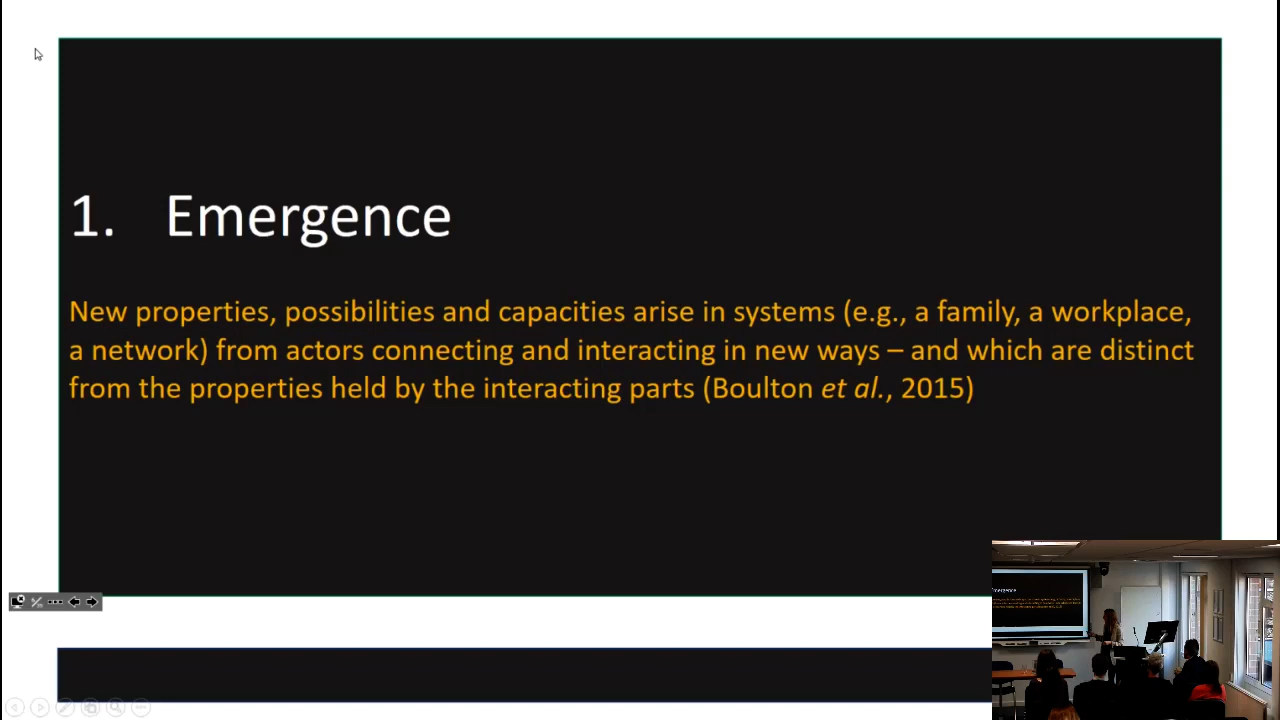 1. Emergence
New properties, possibilities and capacities arise in systems (e.g., a family, a workplace,
a network) from actors connecting and interacting in new ways – and which are distinct
from the properties held by the interacting parts (Boulton et al., 2015)